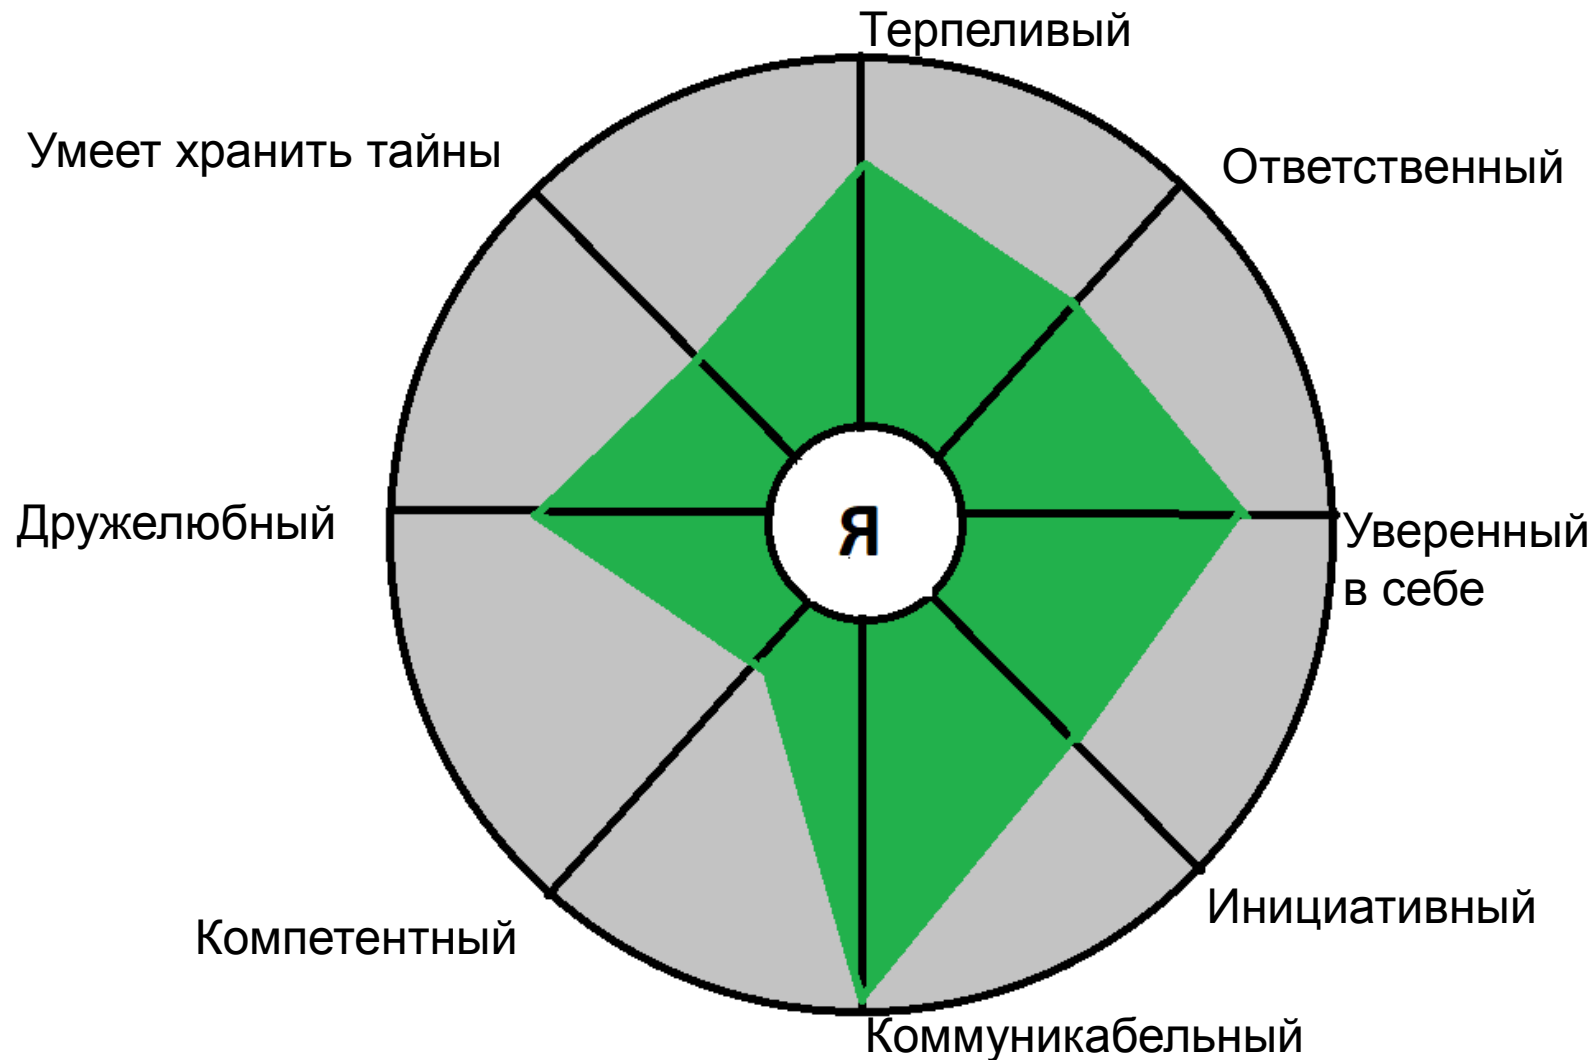 Терпеливый
Умеет хранить тайны
Ответственный
Дружелюбный
Я
Уверенный
в себе
Компетентный
Инициативный
Коммуникабельный